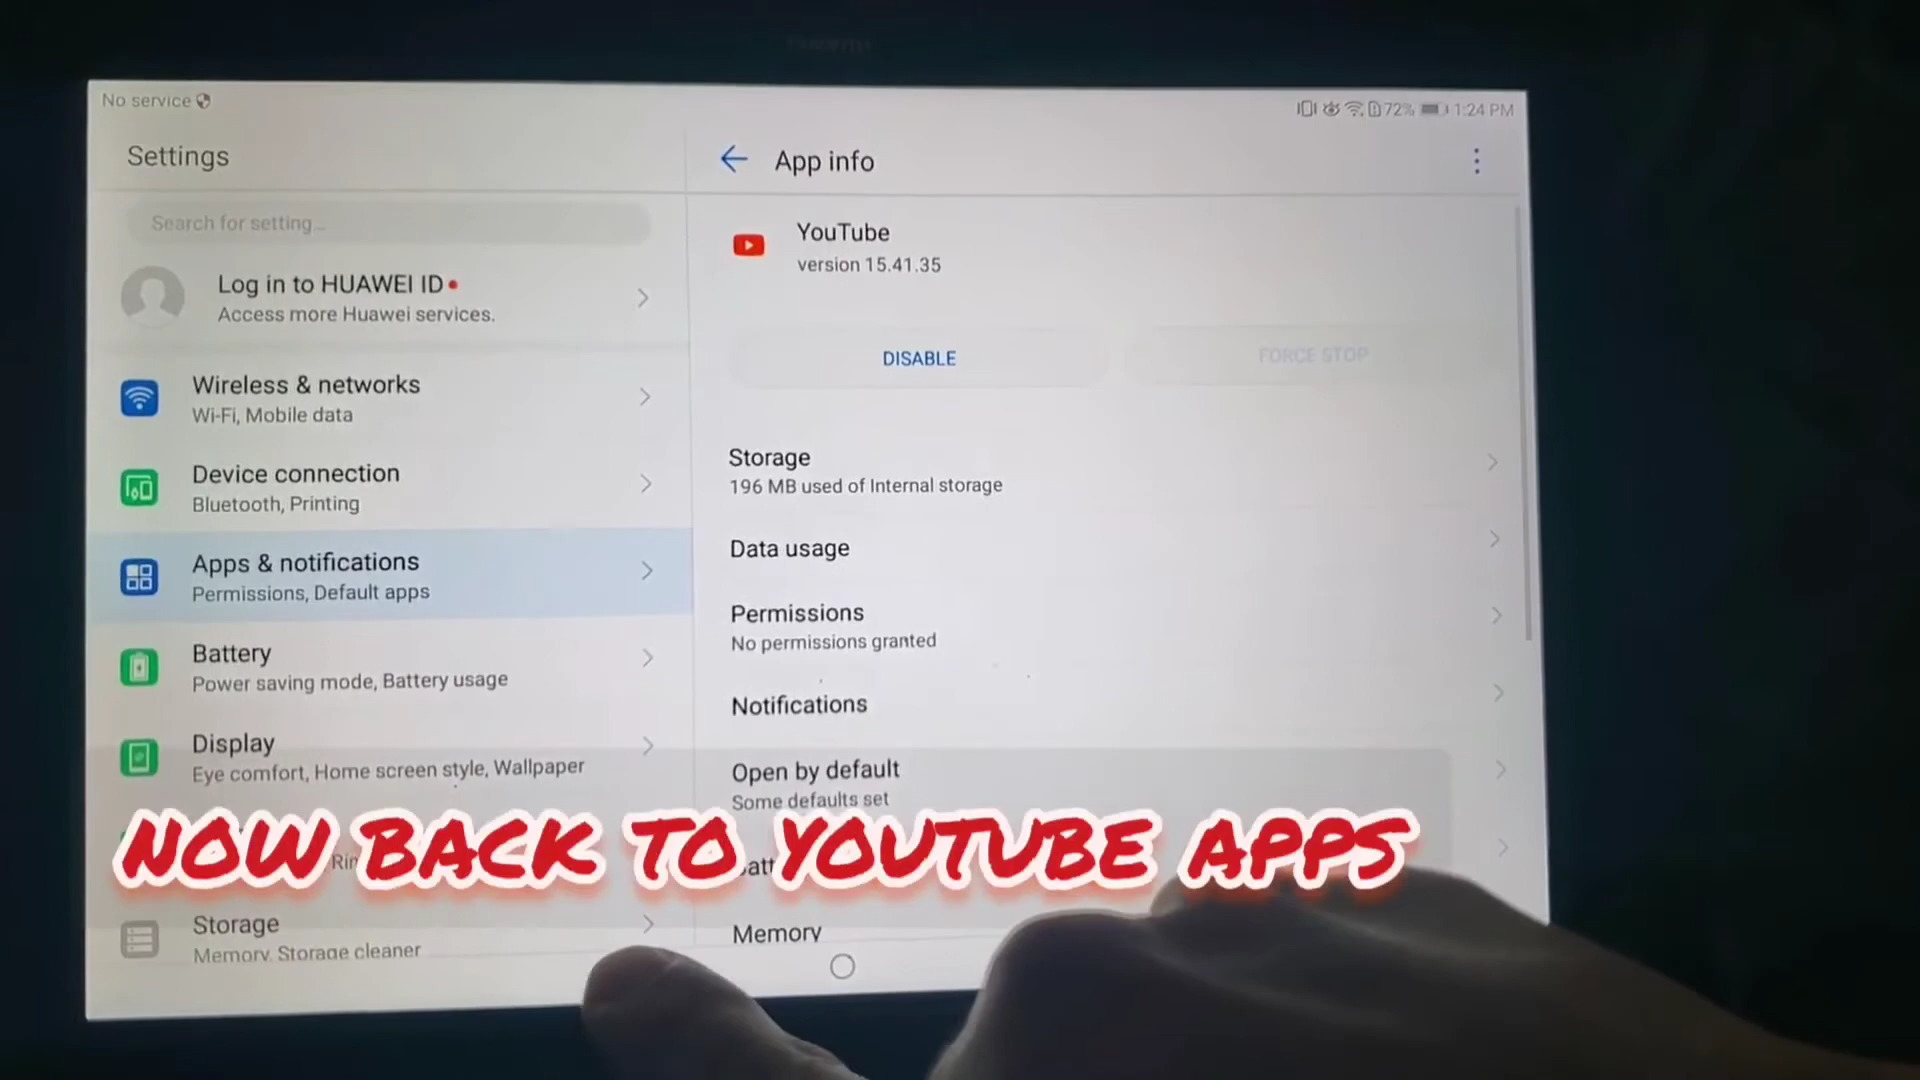 No service
72% 1:24 PM
Settings
Search for setting...
Log in to HUAWEI ID
Access more Huawei services.
Wireless & networks
Wi-Fi, Mobile data
Device connection
Bluetooth, Printing
Apps & notifications
Permissions, Default apps
Battery
Power saving mode, Battery usage
Display
Eye comfort, Home screen style, Wallpaper
Storage
Memory, Storage cleaner
App info
YouTube
version 15.41.35
DISABLE
FORCE STOP
Storage
196 MB used of Internal storage
Data usage
Permissions
No permissions granted
Notifications
Open by default
Some defaults set
Memory
NOW BACK TO YOUTUBE APPS